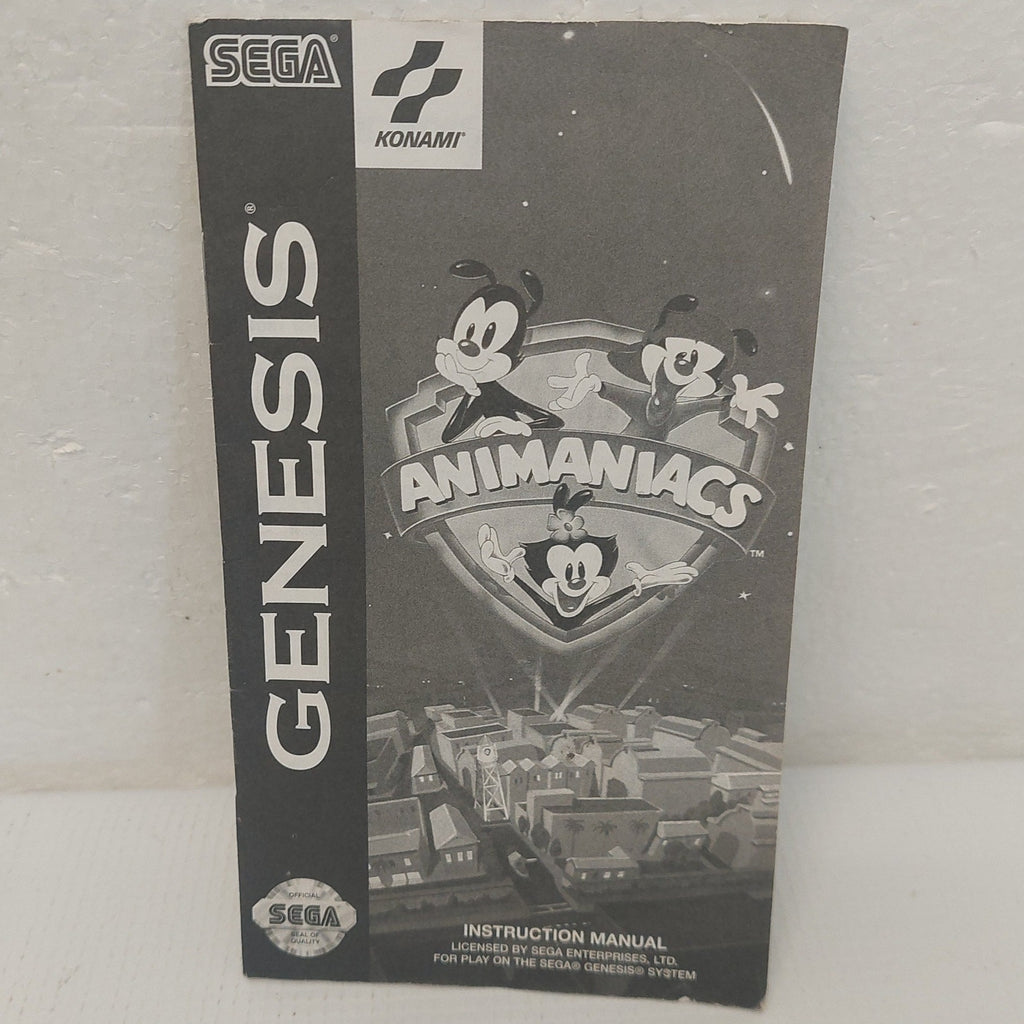 SEGA®
KONAMI®
GENESIS®
ANIMANIACS
TM
OFFICIAL
SEGA
SEAL OF
QUALITY
INSTRUCTION MANUAL
LICENSED BY SEGA ENTERPRISES, LTD.
FOR PLAY ON THE SEGA® GENESIS® SYSTEM